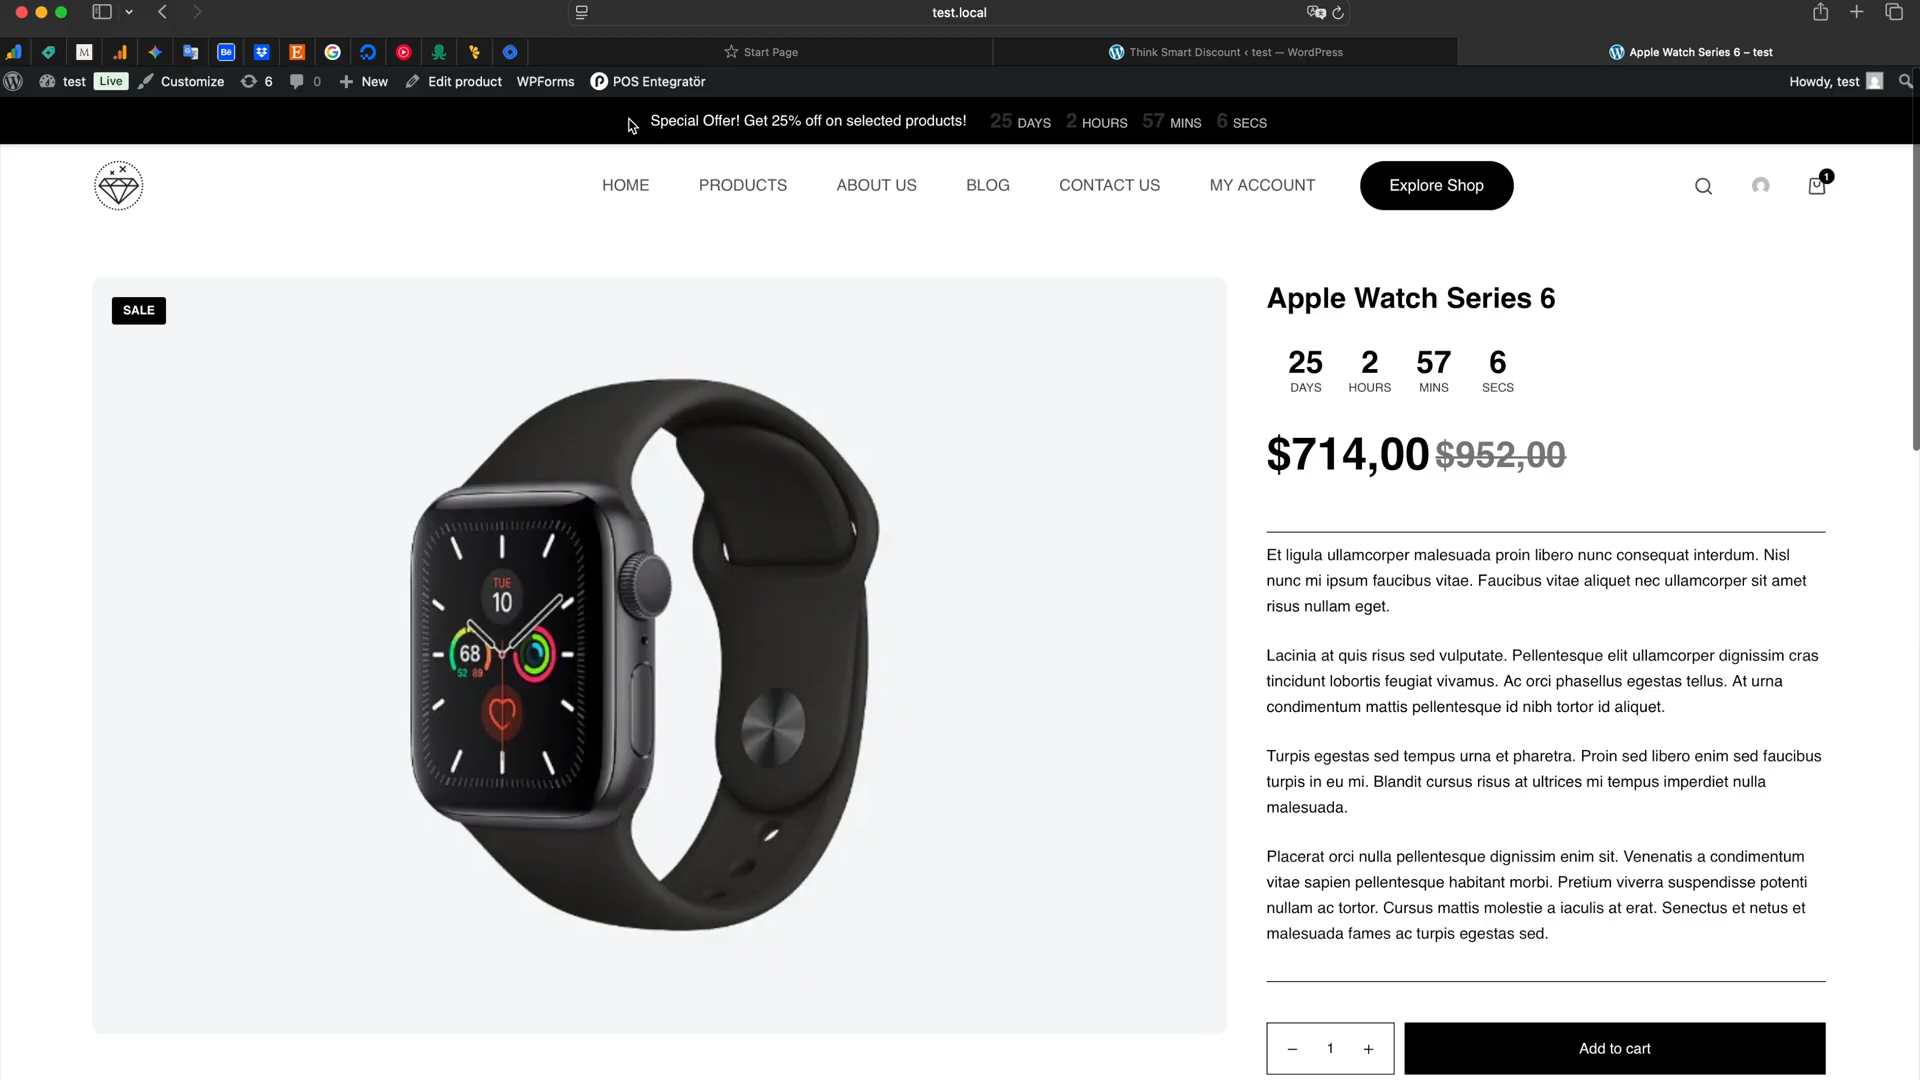 test.local
Start Page
Think Smart Discount ‹ test — WordPress
Apple Watch Series 6 – test
test Live Customize 6 0 New Edit product WPForms POS Entegratör
Howdy, test
Special Offer! Get 25% off on selected products! 25 DAYS 2 HOURS 57 MINS 6 SECS
HOME PRODUCTS ABOUT US BLOG CONTACT US MY ACCOUNT Explore Shop
1
SALE
TUE
10
68
52 89
Apple Watch Series 6
25 2 57 6
DAYS HOURS MINS SECS
$714,00 $952,00
Et ligula ullamcorper malesuada proin libero nunc consequat interdum. Nisl
nunc mi ipsum faucibus vitae. Faucibus vitae aliquet nec ullamcorper sit amet
risus nullam eget.
Lacinia at quis risus sed vulputate. Pellentesque elit ullamcorper dignissim cras
tincidunt lobortis feugiat vivamus. Ac orci phasellus egestas tellus. At urna
condimentum mattis pellentesque id nibh tortor id aliquet.
Turpis egestas sed tempus urna et pharetra. Proin sed libero enim sed faucibus
turpis in eu mi. Blandit cursus risus at ultrices mi tempus imperdiet nulla
malesuada.
Placerat orci nulla pellentesque dignissim enim sit. Venenatis a condimentum
vitae sapien pellentesque habitant morbi. Pretium viverra suspendisse potenti
nullam ac tortor. Cursus mattis molestie a iaculis at erat. Senectus et netus et
malesuada fames ac turpis egestas sed.
− 1 +
Add to cart